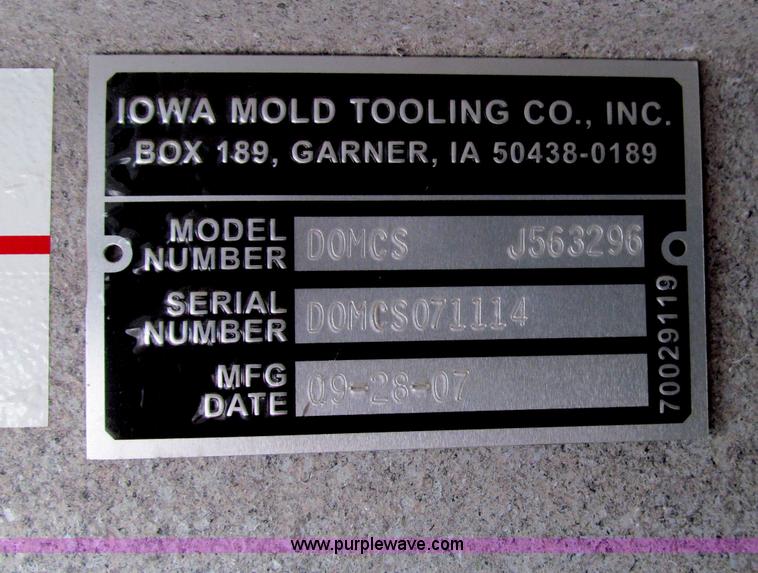 IOWA MOLD TOOLING CO., INC.
BOX 189, GARNER, IA 50438-0189
MODEL NUMBER DOMCS J563296
SERIAL NUMBER DOMCS071114
MFG DATE 09-28-07
70029119
www.purplewave.com